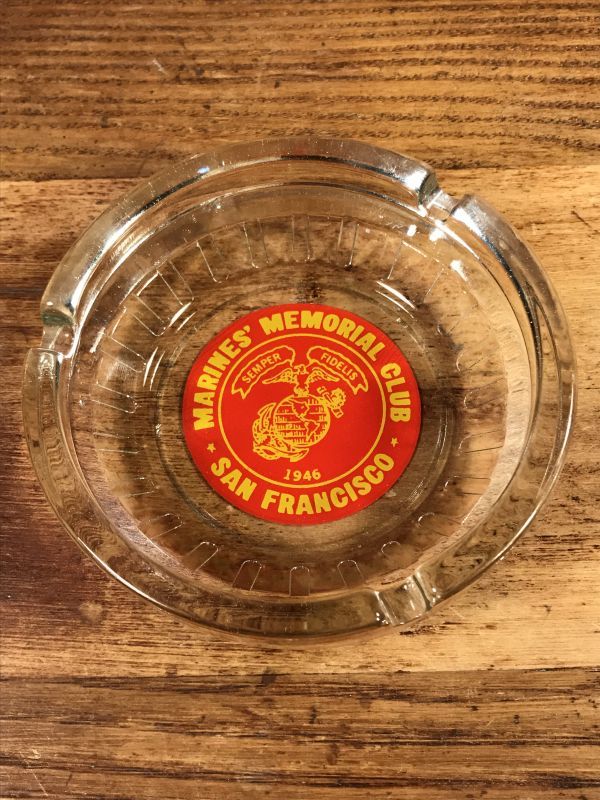 MARINES' MEMORIAL CLUB
SEMPER FIDELIS
1946
SAN FRANCISCO